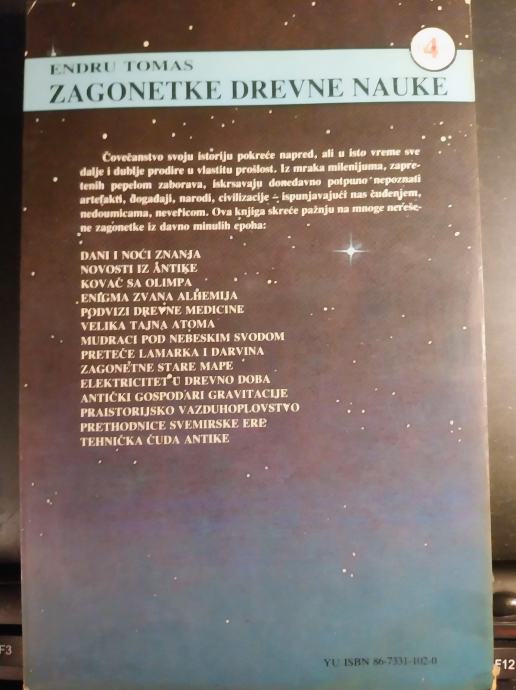 4
ENDRU TOMAS
ZAGONETKE DREVNE NAUKE
Čovečanstvo svoju istoriju pokreće napred, ali u isto vreme sve
dalje i dublje prodire u vlastitu prošlost. Iz mraka milenijuma, zapre-
tenih pepelom zaborava, iskrsavaju donedavno potpuno nepoznati
artefakti, događaji, narodi, civilizacije – ispunjavajući nas čuđenjem,
nedoumicama, nevericom. Ova knjiga skreće pažnju na mnoge nereše-
ne zagonetke iz davno minulih epoha:
DANI I NOĆI ZNANJA
NOVOSTI IZ ANTIKE
KOVAČ SA OLIMPA
ENIGMA ZVANA ALHEMIJA
PODVIZI DREVNE MEDICINE
VELIKA TAJNA ATOMA
MUDRACI POD NEBESKIM SVODOM
PRETEČE LAMARKA I DARVINA
ZAGONETNE STARE MAPE
ELEKTRICITET U DREVNO DOBA
ANTIČKI GOSPODARI GRAVITACIJE
PRAISTORIJSKO VAZDUHOPLOVSTVO
PRETHODNICE SVEMIRSKE ERE
TEHNIČKA ČUDA ANTIKE
YU ISBN 86-7331-102-0
F3
F12